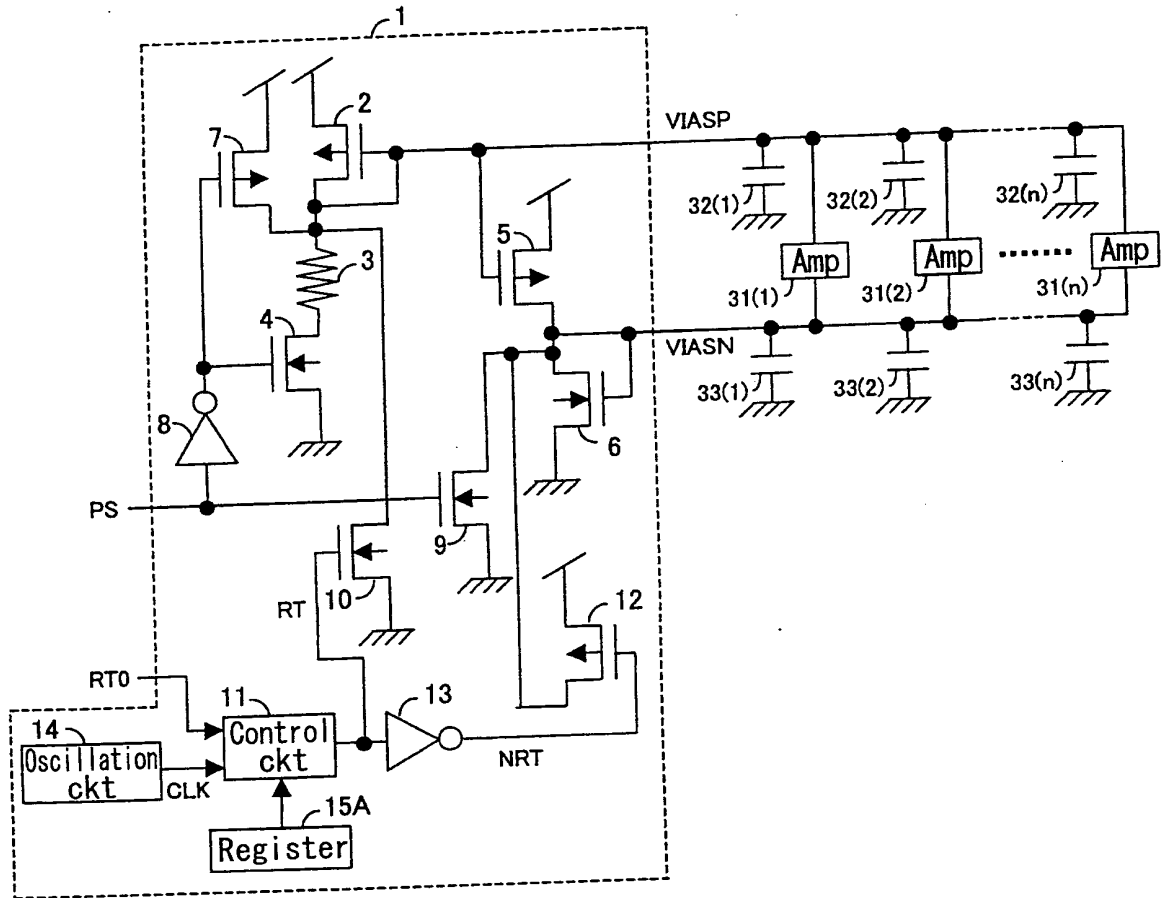 1
2
7
VIASP
32(1)
32(2)
32(n)
5
3
Amp
Amp
Amp
31(1)
31(2)
31(n)
4
VIASN
33(1)
33(2)
33(n)
8
6
PS
9
10
RT
12
RT0
11
13
14
Control
ckt
Oscillation
ckt
CLK
NRT
15A
Register